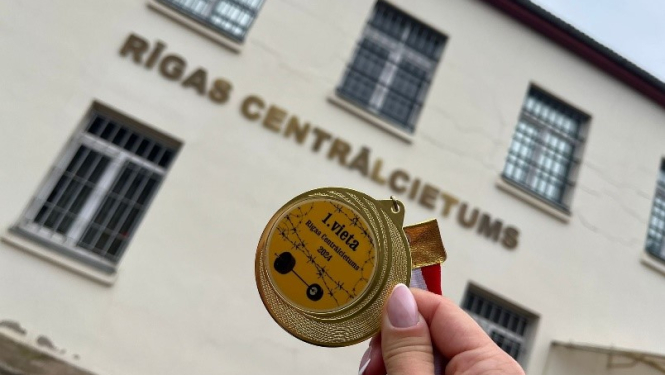 RĪGAS CENTRĀLCIETUMS
1.vieta
Rīgas Centrālcietums
2024